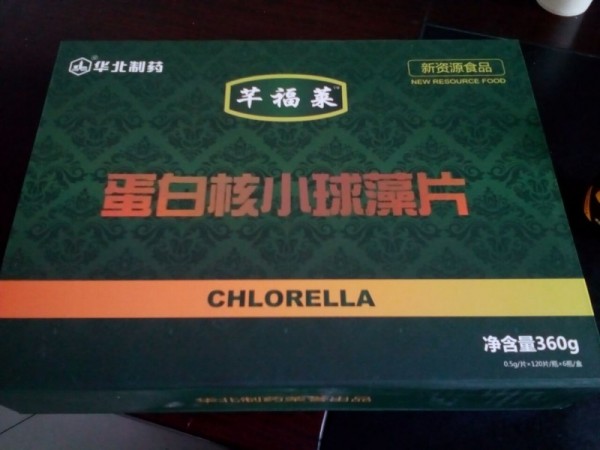 华北制药
新资源食品
NEW RESOURCE FOOD
芊福莱
蛋白核小球藻片
CHLORELLA
净含量360g
0.5g/片×120片/瓶×6瓶/盒